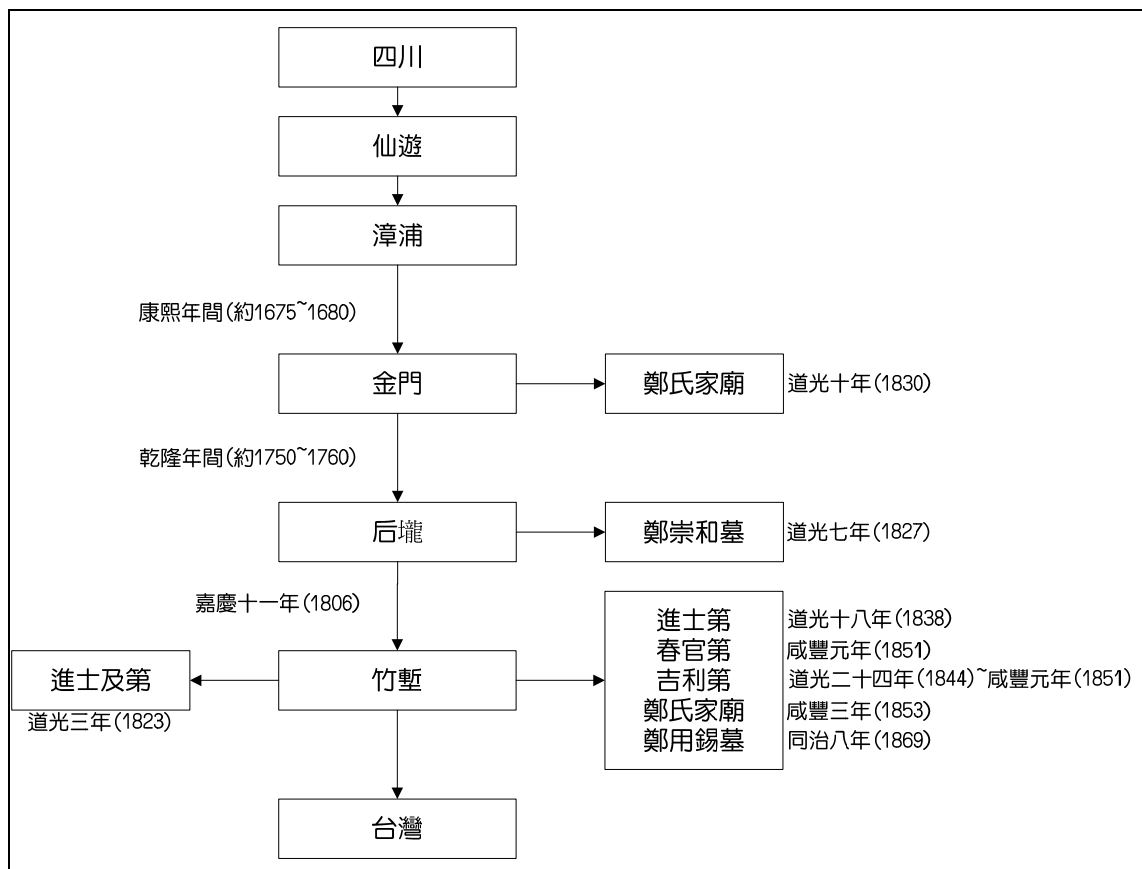 四川
仙遊
漳浦
康熙年間(約1675~1680)
金門
鄭氏家廟 道光十年(1830)
乾隆年間(約1750~1760)
后壠
鄭崇和墓 道光七年(1827)
嘉慶十一年(1806)
進士第 道光十八年(1838)
春官第 咸豐元年(1851)
進士及第
竹塹
吉利第 道光二十四年(1844)~咸豐元年(1851)
道光三年(1823)
鄭氏家廟 咸豐三年(1853)
鄭用錫墓 同治八年(1869)
台灣